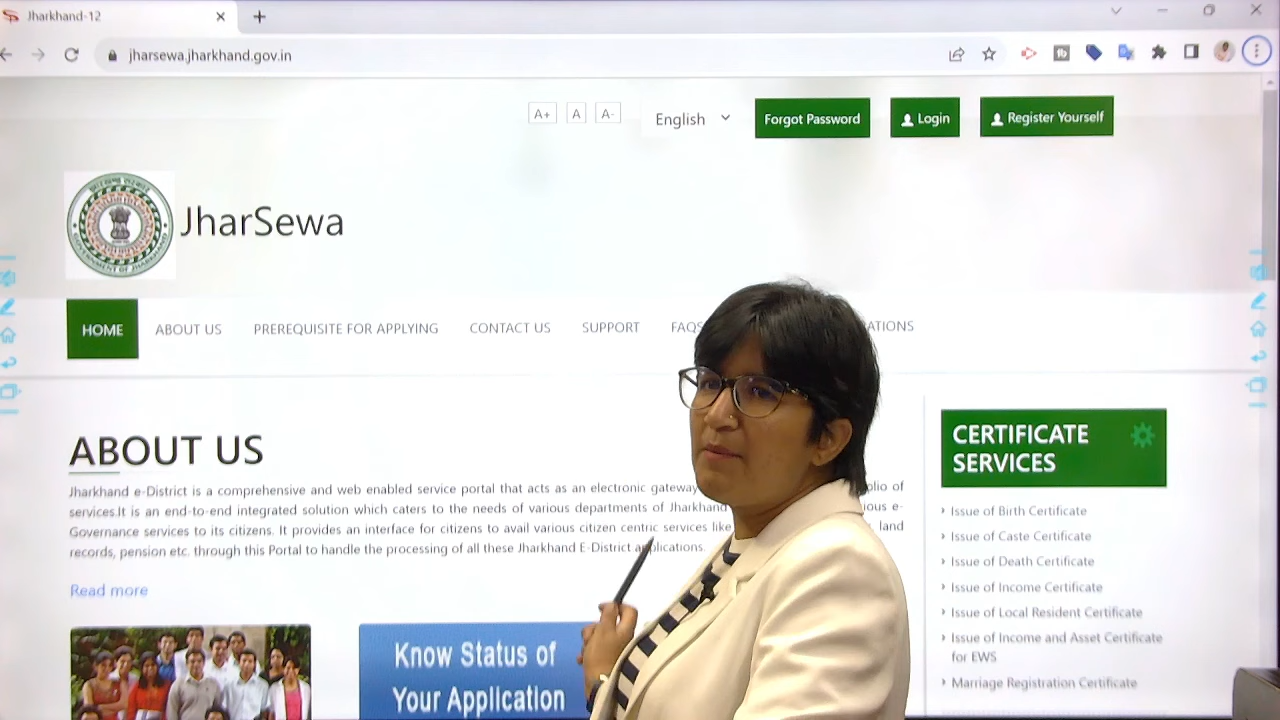 Jharkhand-12
jharsewa.jharkhand.gov.in
A+ A A- English Forgot Password Login Register Yourself
JharSewa
HOME ABOUT US PREREQUISITE FOR APPLYING CONTACT US SUPPORT FAQS ATIONS
ABOUT US
Jharkhand e-District is a comprehensive and web enabled service portal that acts as an electronic gateway olio of
services.It is an end-to-end integrated solution which caters to the needs of various departments of Jharkhand ious e-
Governance services to its citizens. It provides an interface for citizens to avail various citizen centric services like land
records, pension etc. through this Portal to handle the processing of all these Jharkhand E-District applications.
Read more
Know Status of
Your Application
CERTIFICATE
SERVICES
Issue of Birth Certificate
Issue of Caste Certificate
Issue of Death Certificate
Issue of Income Certificate
Issue of Local Resident Certificate
Issue of Income and Asset Certificate
for EWS
Marriage Registration Certificate